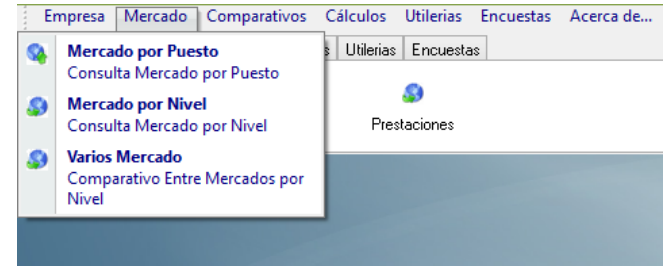 Empresa Mercado Comparativos Cálculos Utilerias Encuestas Acerca de...
Utilerias Encuestas
Mercado por Puesto
Consulta Mercado por Puesto
Mercado por Nivel
Consulta Mercado por Nivel
Varios Mercado
Comparativo Entre Mercados por
Nivel
Prestaciones